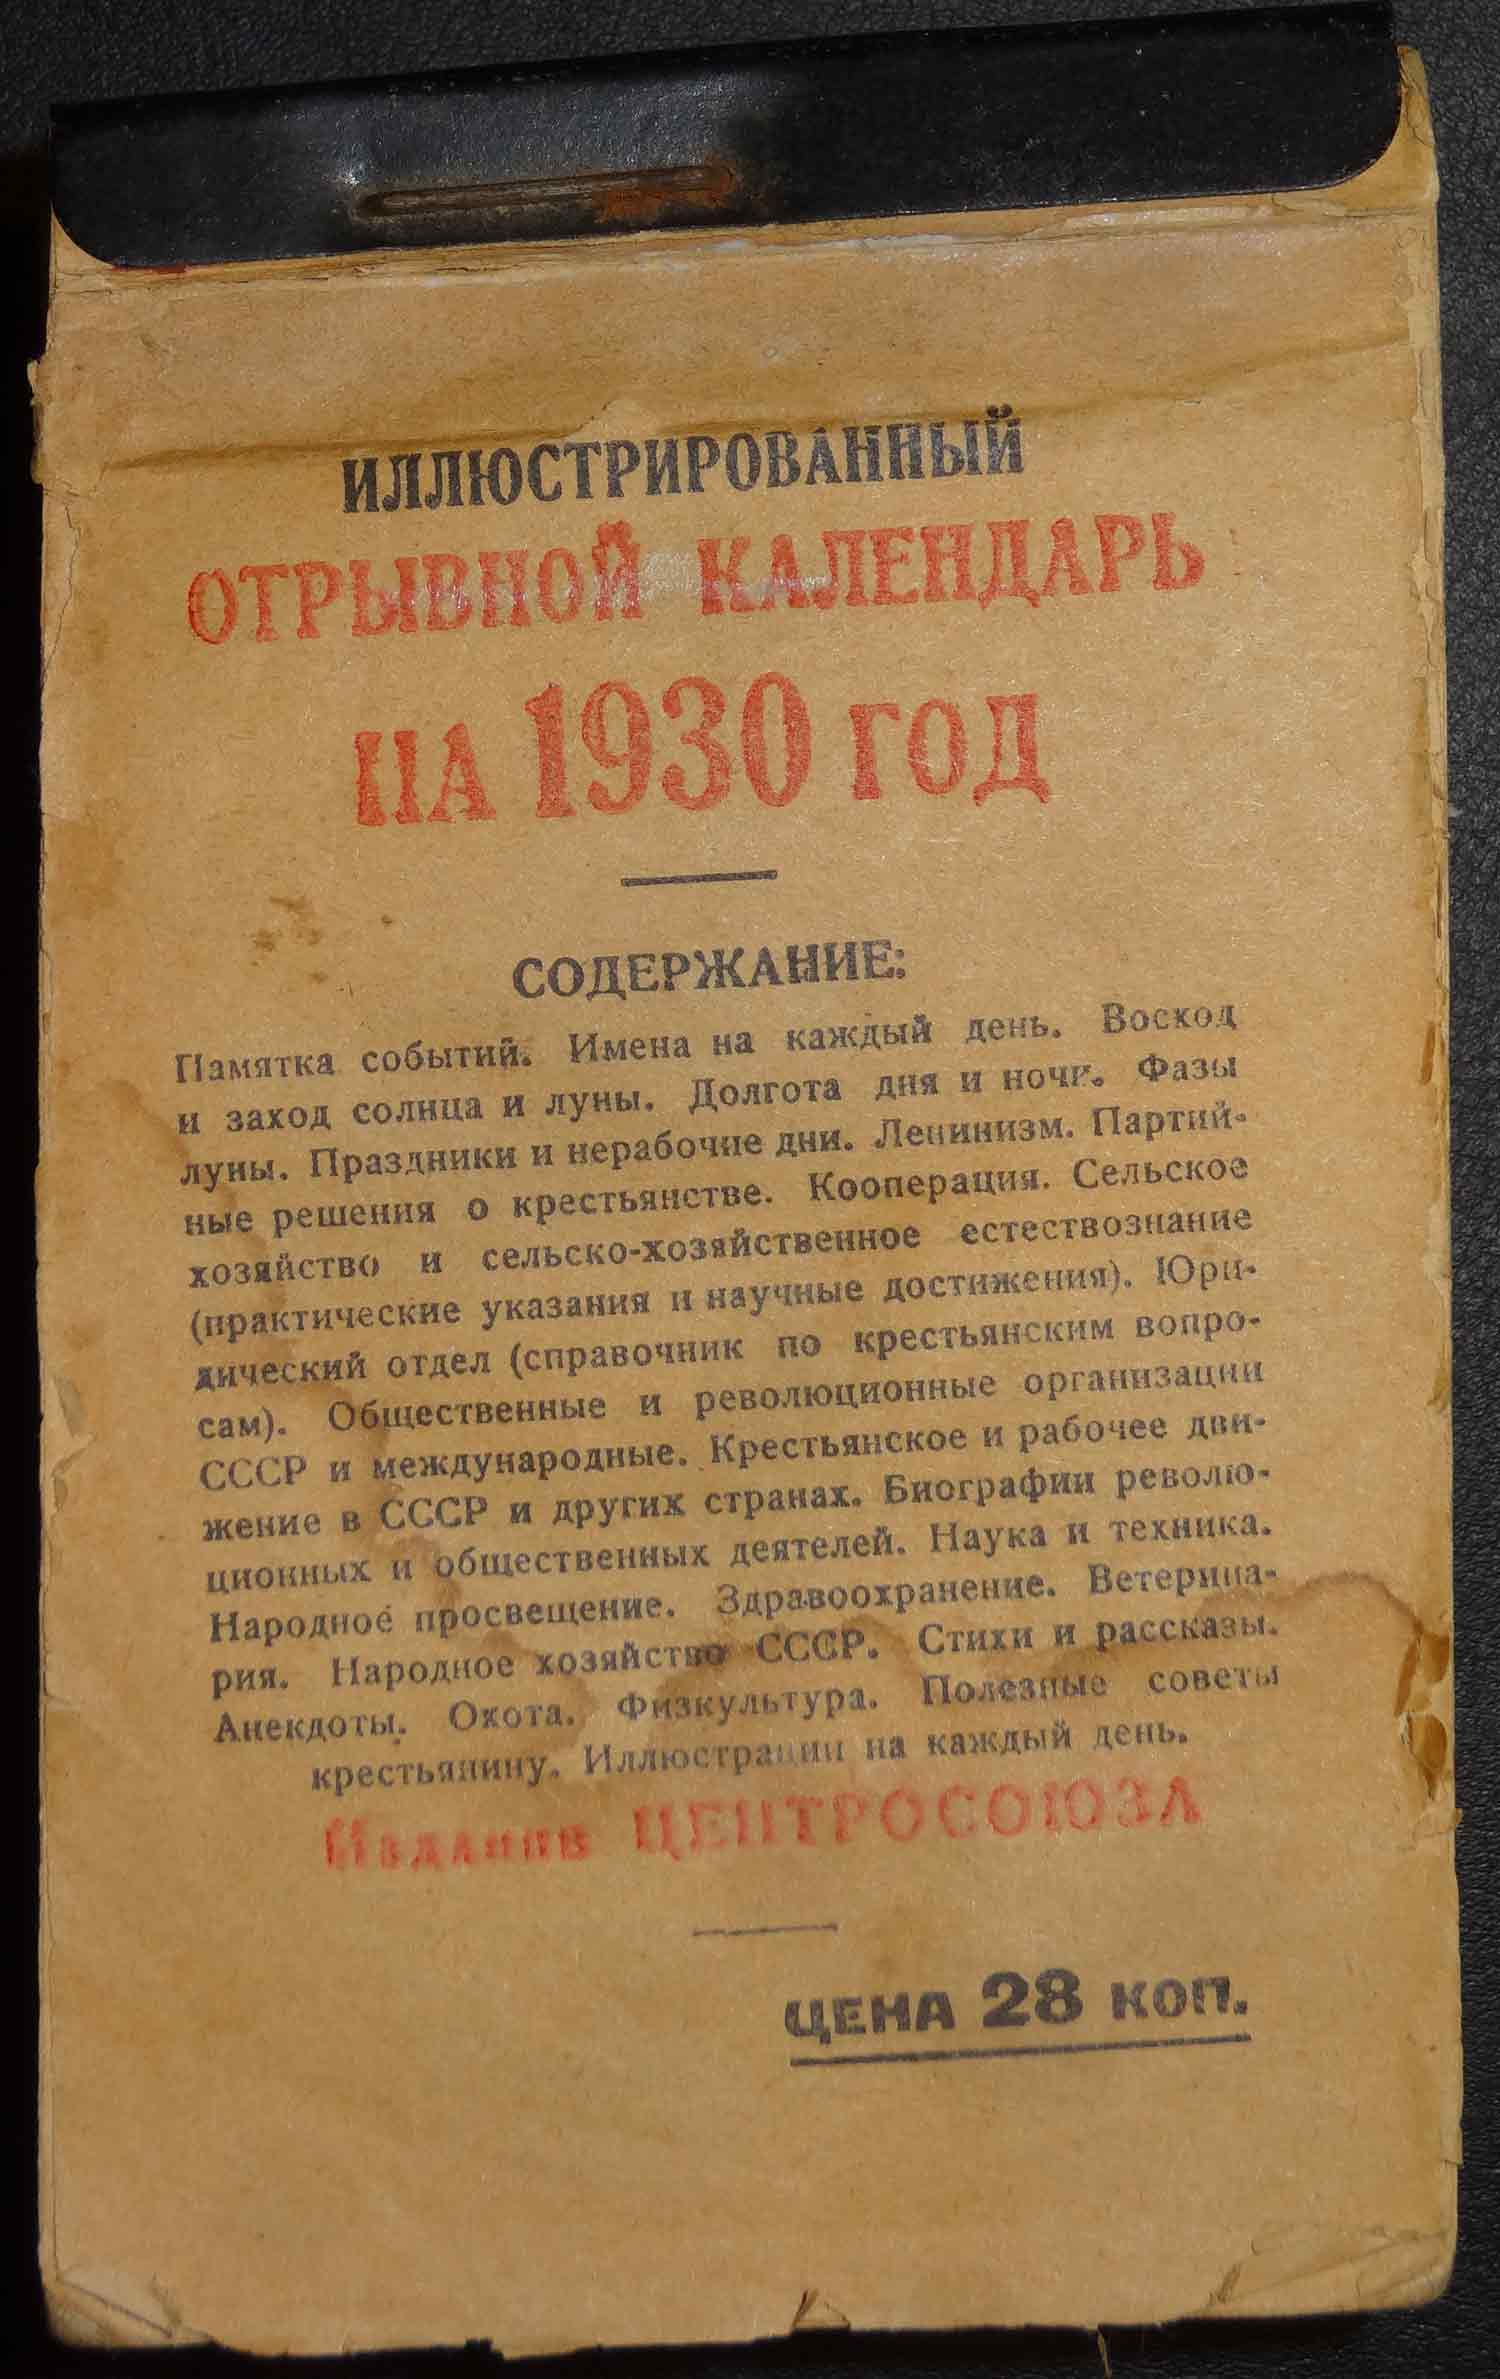 ИЛЛЮСТРИРОВАННЫЙ
ОТРЫВНОЙ КАЛЕНДАРЬ
НА 1930 ГОД
СОДЕРЖАНИЕ:
Памятка событий. Имена на каждый день. Восход
и заход солнца и луны. Долгота дня и ночи. Фазы
луны. Праздники и нерабочие дни. Ленинизм. Партий-
ные решения о крестьянстве. Кооперация. Сельское
хозяйство и сельско-хозяйственное естествознание
(практические указания и научные достижения). Юри-
дический отдел (справочник по крестьянским вопро-
сам). Общественные и революционные организации
СССР и международные. Крестьянское и рабочее дви-
жение в СССР и других странах. Биографии револю-
ционных и общественных деятелей. Наука и техника.
Народное просвещение. Здравоохранение. Ветерина-
рия. Народное хозяйство СССР. Стихи и рассказы.
Анекдоты. Охота. Физкультура. Полезные советы
крестьянину. Иллюстрации на каждый день.
Издание ЦЕНТРОСОЮЗА
ЦЕНА 28 коп.